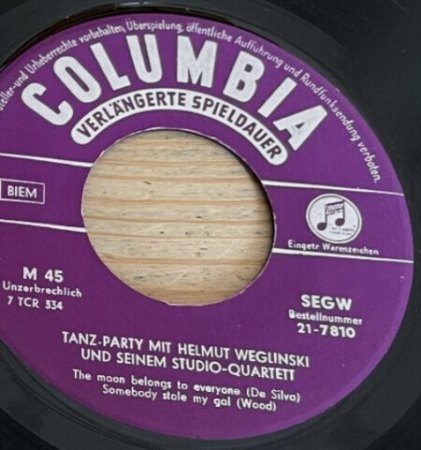 steller-und Urheberrechte vorbehalten, Überspielung, öffentliche Aufführung und Rundfunksendung verboten.
COLUMBIA
VERLÄNGERTE SPIELDAUER
BIEM
Eingetr Warenzeichen
M 45
Unzerbrechlich
7 TCR 334
SEGW
Bestellnummer
21-7810
TANZ-PARTY MIT HELMUT WEGLINSKI
UND SEINEM STUDIO-QUARTETT
The moon belongs to everyone (De Silva)
Somebody stole my gal (Wood)